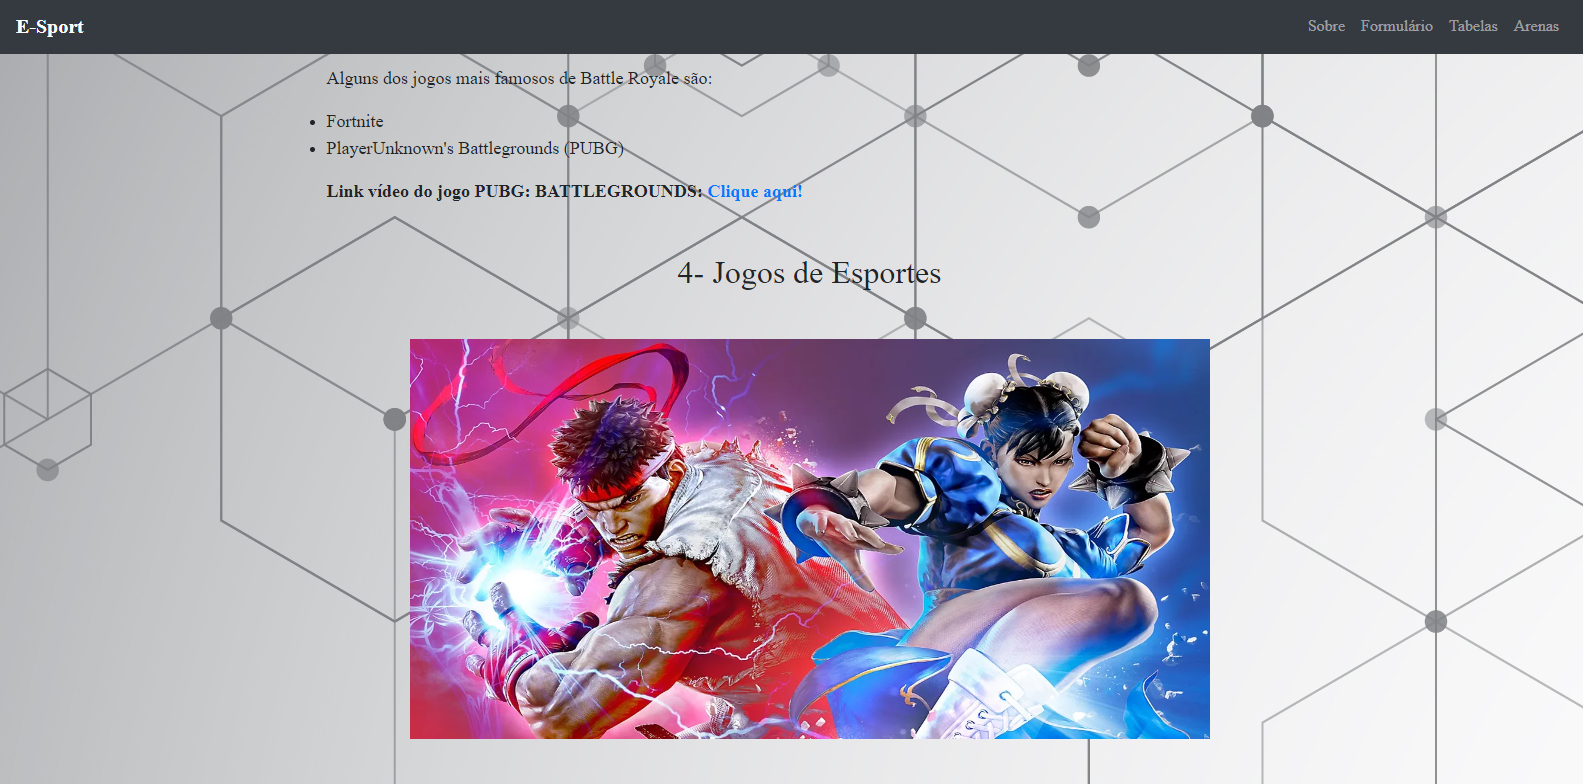 E-Sport
Sobre Formulário Tabelas Arenas
Alguns dos jogos mais famosos de Battle Royale são:
Fortnite
PlayerUnknown's Battlegrounds (PUBG)
Link vídeo do jogo PUBG: BATTLEGROUNDS: Clique aqui!
4- Jogos de Esportes